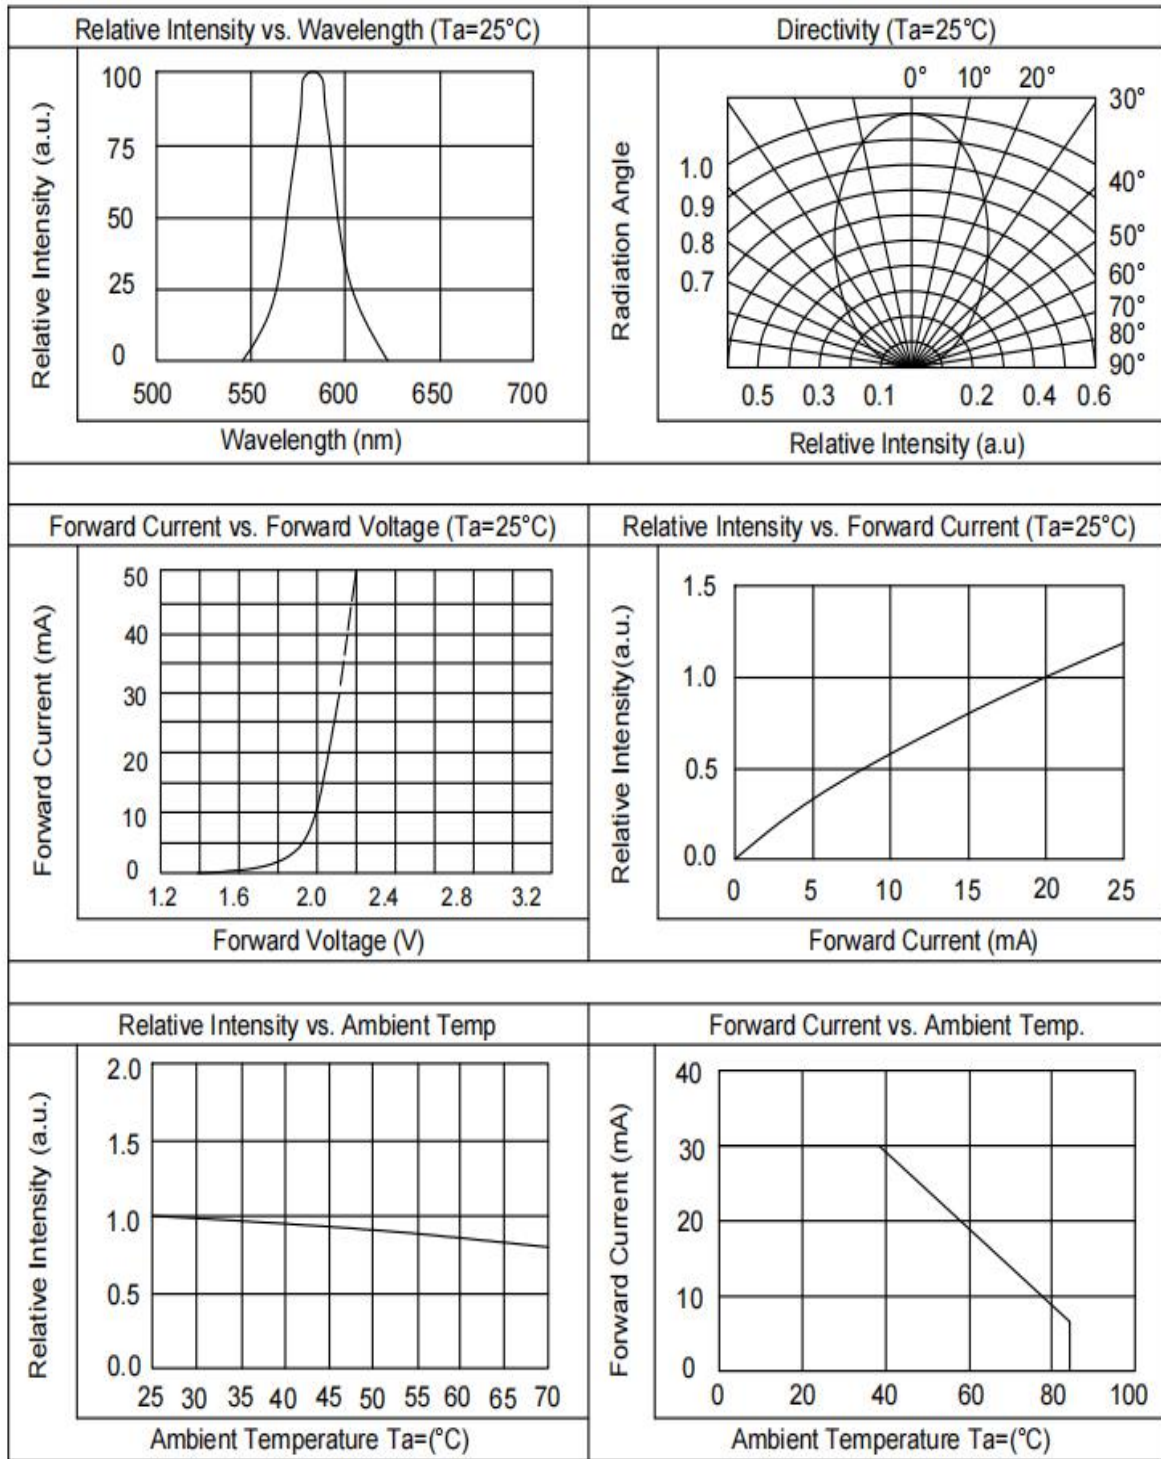 Relative Intensity vs. Wavelength (Ta=25°C)
Relative Intensity (a.u.)
100
75
50
25
0
500 550 600 650 700
Wavelength (nm)
Directivity (Ta=25°C)
Radiation Angle
0° 10° 20°
30°
40°
50°
60°
70°
80°
90°
1.0
0.9
0.8
0.7
0.5 0.3 0.1 0.2 0.4 0.6
Relative Intensity (a.u)
Forward Current vs. Forward Voltage (Ta=25°C)
Forward Current (mA)
50
40
30
20
10
0
1.2 1.6 2.0 2.4 2.8 3.2
Forward Voltage (V)
Relative Intensity vs. Forward Current (Ta=25°C)
Relative Intensity(a.u.)
1.5
1.0
0.5
0.0
0 5 10 15 20 25
Forward Current (mA)
Relative Intensity vs. Ambient Temp
Relative Intensity (a.u.)
2.0
1.5
1.0
0.5
0.0
25 30 35 40 45 50 55 60 65 70
Ambient Temperature Ta=(°C)
Forward Current vs. Ambient Temp.
Forward Current (mA)
40
30
20
10
0
0 20 40 60 80 100
Ambient Temperature Ta=(°C)